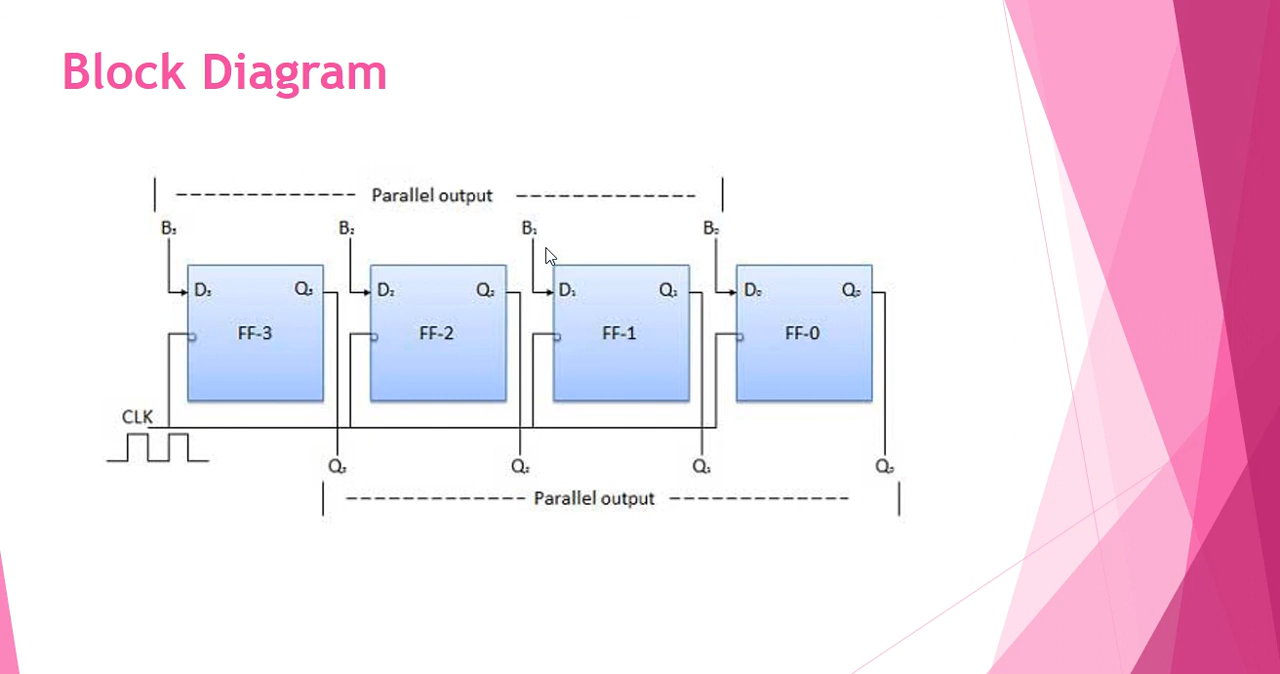 Block Diagram
Parallel output
B₃ B₂ B₁ B₀
D₃ Q₃ D₂ Q₂ D₁ Q₁ D₀ Q₀
FF-3 FF-2 FF-1 FF-0
CLK
Q₃ Q₂ Q₁ Q₀
Parallel output